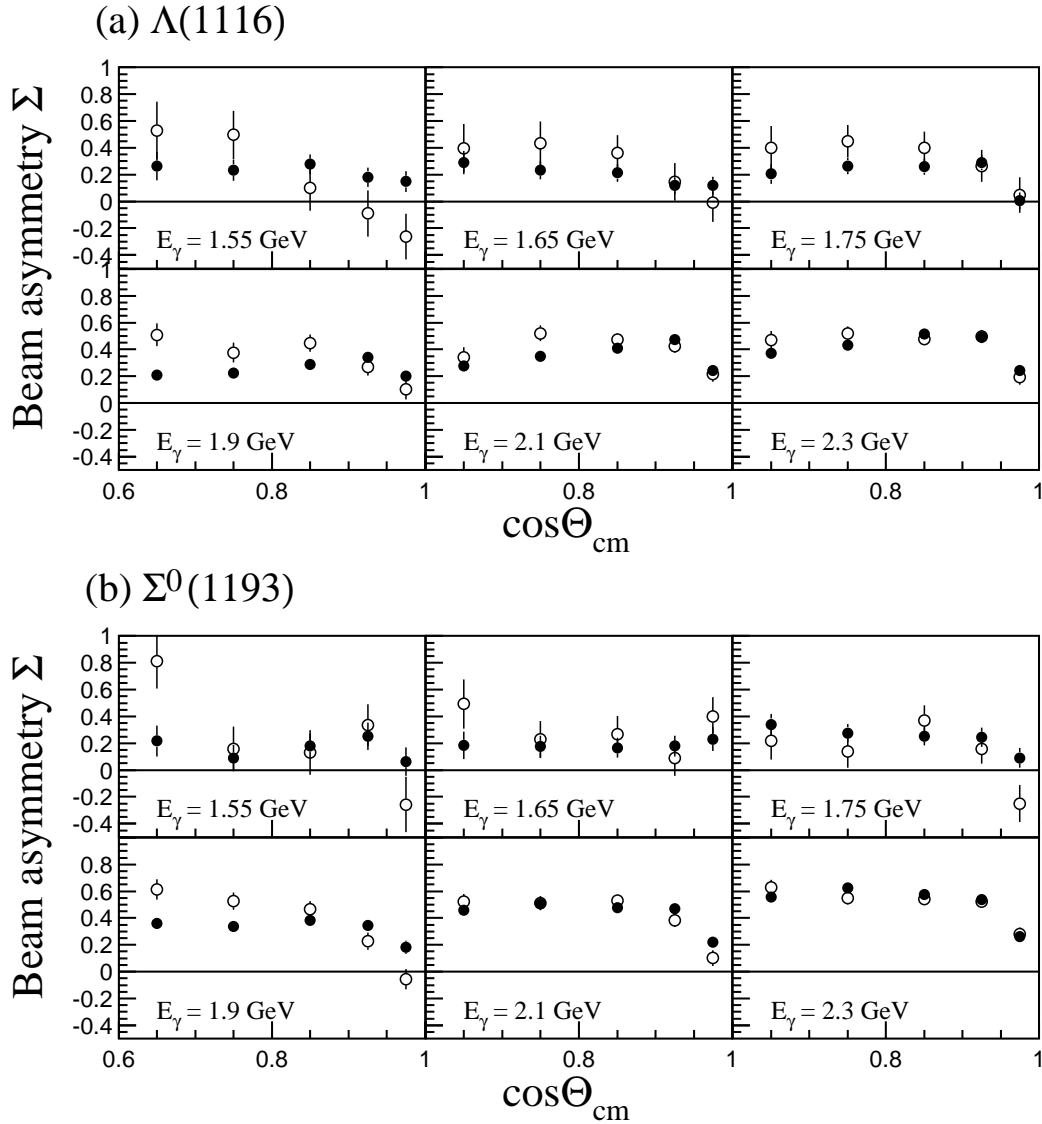 (a) Λ(1116)
Beam asymmetry Σ
1
0.8
0.6
0.4
0.2
0
-0.2
-0.4
E_γ = 1.55 GeV
E_γ = 1.65 GeV
E_γ = 1.75 GeV
1
0.8
0.6
0.4
0.2
0
-0.2
-0.4
E_γ = 1.9 GeV
E_γ = 2.1 GeV
E_γ = 2.3 GeV
0.6 0.8 1 0.8 1 0.8 1
cosΘ_cm
(b) Σ⁰(1193)
Beam asymmetry Σ
1
0.8
0.6
0.4
0.2
0
-0.2
-0.4
E_γ = 1.55 GeV
E_γ = 1.65 GeV
E_γ = 1.75 GeV
0.8
0.6
0.4
0.2
0
-0.2
-0.4
E_γ = 1.9 GeV
E_γ = 2.1 GeV
E_γ = 2.3 GeV
0.6 0.8 1 0.8 1 0.8 1
cosΘ_cm